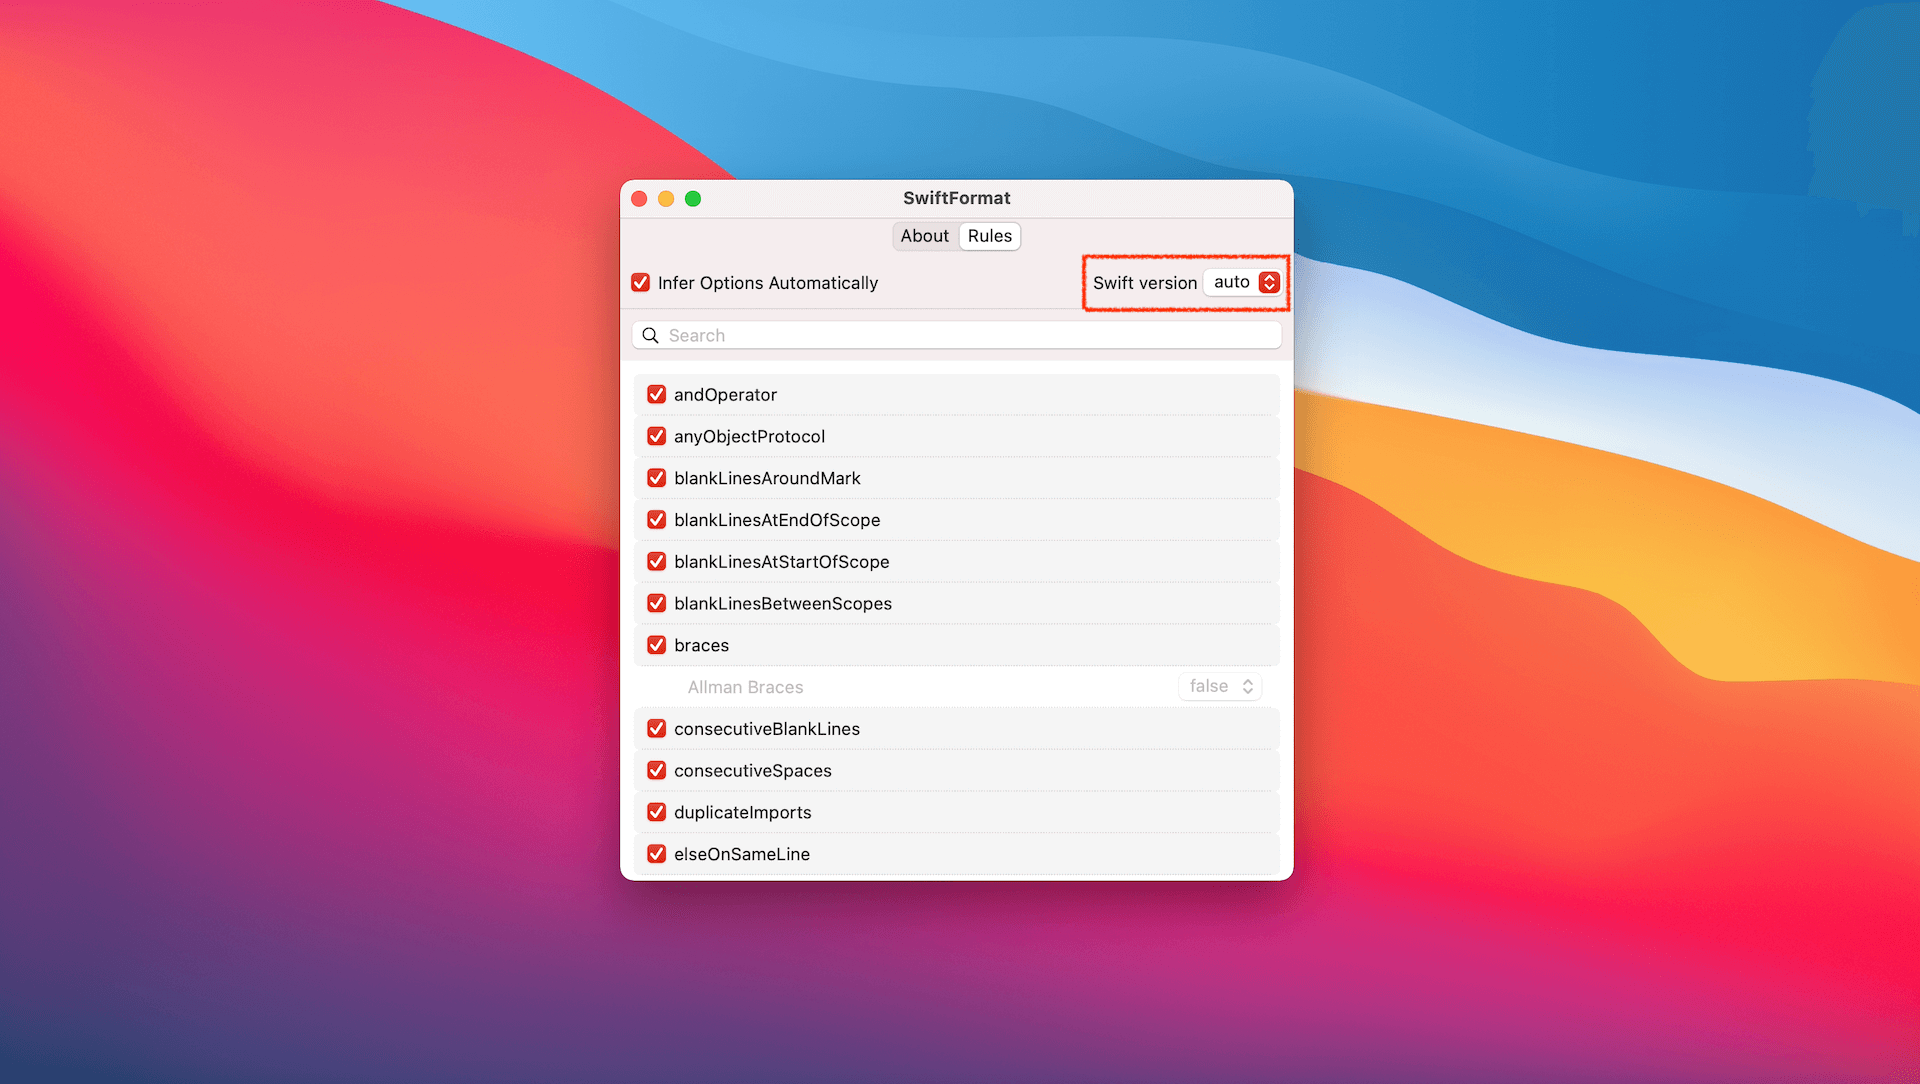 SwiftFormat
About Rules
Infer Options Automatically Swift version auto
Search
andOperator
anyObjectProtocol
blankLinesAroundMark
blankLinesAtEndOfScope
blankLinesAtStartOfScope
blankLinesBetweenScopes
braces
Allman Braces false
consecutiveBlankLines
consecutiveSpaces
duplicateImports
elseOnSameLine